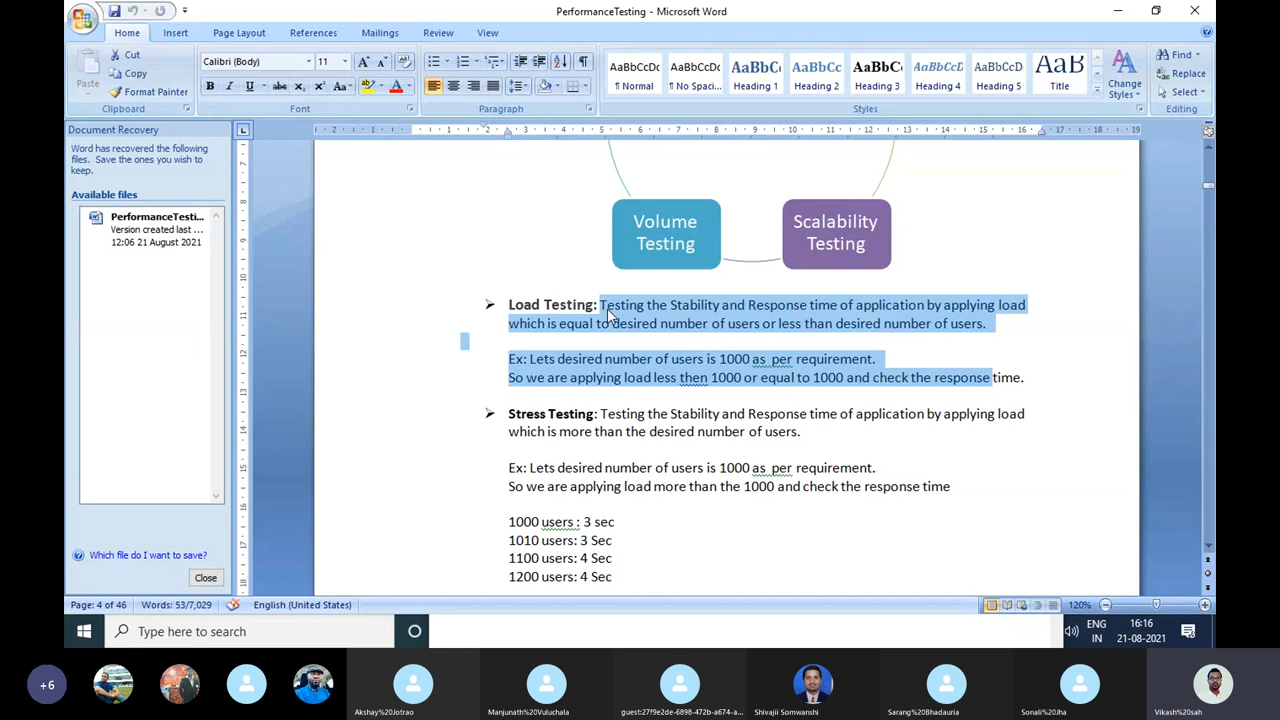 PerformanceTesting - Microsoft Word
Home Insert Page Layout References Mailings Review View
Cut
Copy
Format Painter
Paste
Clipboard
Calibri (Body) 11
Font
Paragraph
AaBbCcDc AaBbCcDc AaBbC AaBbCc AaBbCc AaBbCcD AaBbCcD AaB
¶ Normal ¶ No Spaci... Heading 1 Heading 2 Heading 3 Heading 4 Heading 5 Title
Change Styles
Styles
Find
Replace
Select
Editing
Document Recovery
Word has recovered the following
files. Save the ones you wish to
keep.
Available files
PerformanceTesti...
Version created last ...
12:06 21 August 2021
Which file do I want to save?
Close
Volume
Testing
Scalability
Testing
Load Testing: Testing the Stability and Response time of application by applying load
which is equal to desired number of users or less than desired number of users.
Ex: Lets desired number of users is 1000 as per requirement.
So we are applying load less then 1000 or equal to 1000 and check the response time.
Stress Testing: Testing the Stability and Response time of application by applying load
which is more than the desired number of users.
Ex: Lets desired number of users is 1000 as per requirement.
So we are applying load more than the 1000 and check the response time
1000 users : 3 sec
1010 users: 3 Sec
1100 users: 4 Sec
1200 users: 4 Sec
Page: 4 of 46 Words: 53/7,029 English (United States) 120%
Type here to search
ENG
IN
16:16
21-08-2021
+6
Akshay%20Jotrao
Manjunath%20Vuluchala
guest:27f9e2de-6898-472b-a674-a...
Shivajii Somwanshi
Sarang%20Bhadauria
Sonali%20Jha
Vikash%20sah